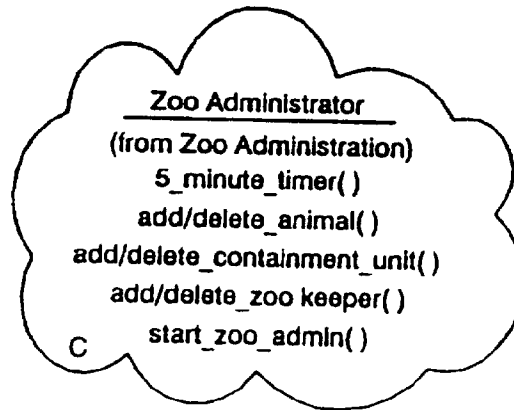 Zoo Administrator
(from Zoo Administration)
5_minute_timer( )
add/delete_animal( )
add/delete_containment_unit( )
add/delete_zoo keeper( )
start_zoo_admin( )
C